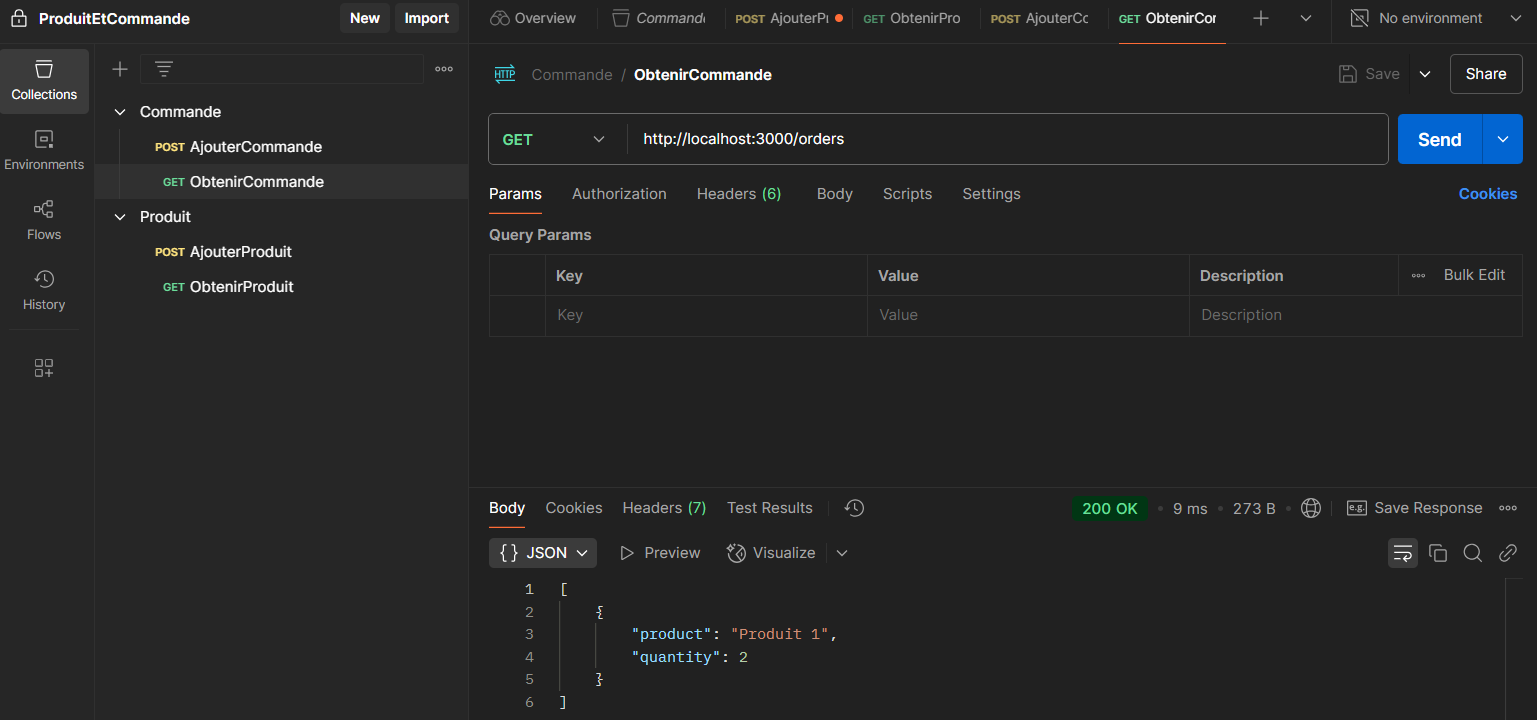 ProduitEtCommande New Import Overview Commande POST AjouterPr GET ObtenirPro POST AjouterCc GET ObtenirCor No environment
Collections
Environments
Flows
History
Commande
POST AjouterCommande
GET ObtenirCommande
Produit
POST AjouterProduit
GET ObtenirProduit
HTTP Commande / ObtenirCommande Save Share
GET http://localhost:3000/orders Send
Params Authorization Headers (6) Body Scripts Settings Cookies
Query Params
Key Value Description Bulk Edit
Key Value Description
Body Cookies Headers (7) Test Results 200 OK 9 ms 273 B e.g. Save Response
{} JSON Preview Visualize
1 [
2 {
3 "product": "Produit 1",
4 "quantity": 2
5 }
6 ]